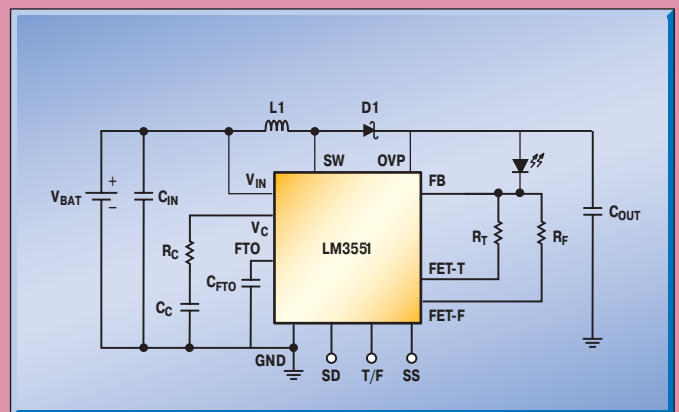 L1
D1
SW
OVP
V_IN
FB
+
V_BAT
−
C_IN
V_C
C_OUT
R_C
FTO
LM3551
R_T
R_F
C_FTO
FET-T
C_C
FET-F
GND
SD
T/F
SS